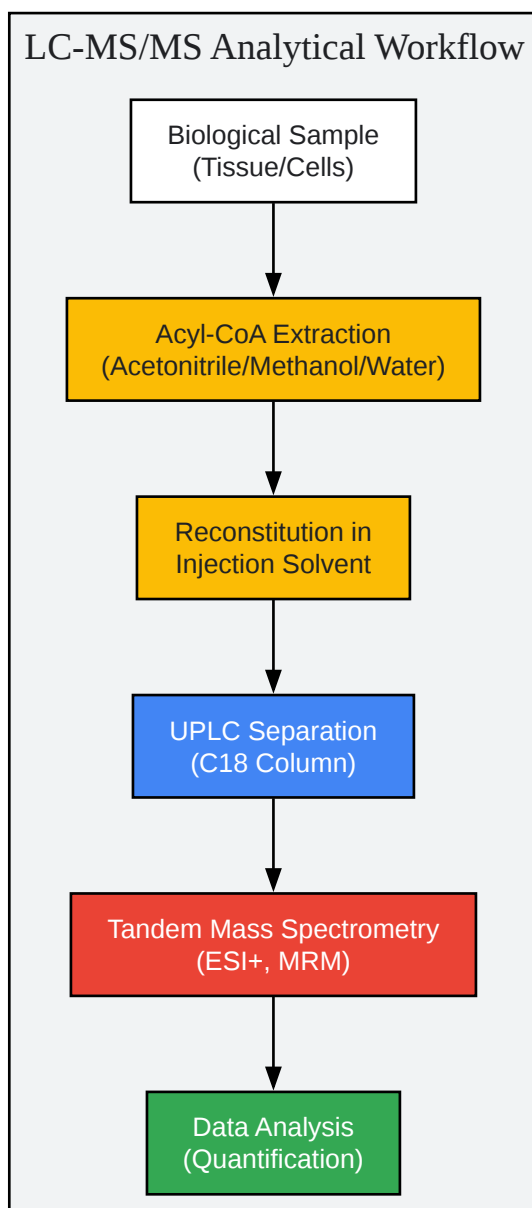 LC-MS/MS Analytical Workflow
Biological Sample
(Tissue/Cells)
Acyl-CoA Extraction
(Acetonitrile/Methanol/Water)
Reconstitution in
Injection Solvent
UPLC Separation
(C18 Column)
Tandem Mass Spectrometry
(ESI+, MRM)
Data Analysis
(Quantification)